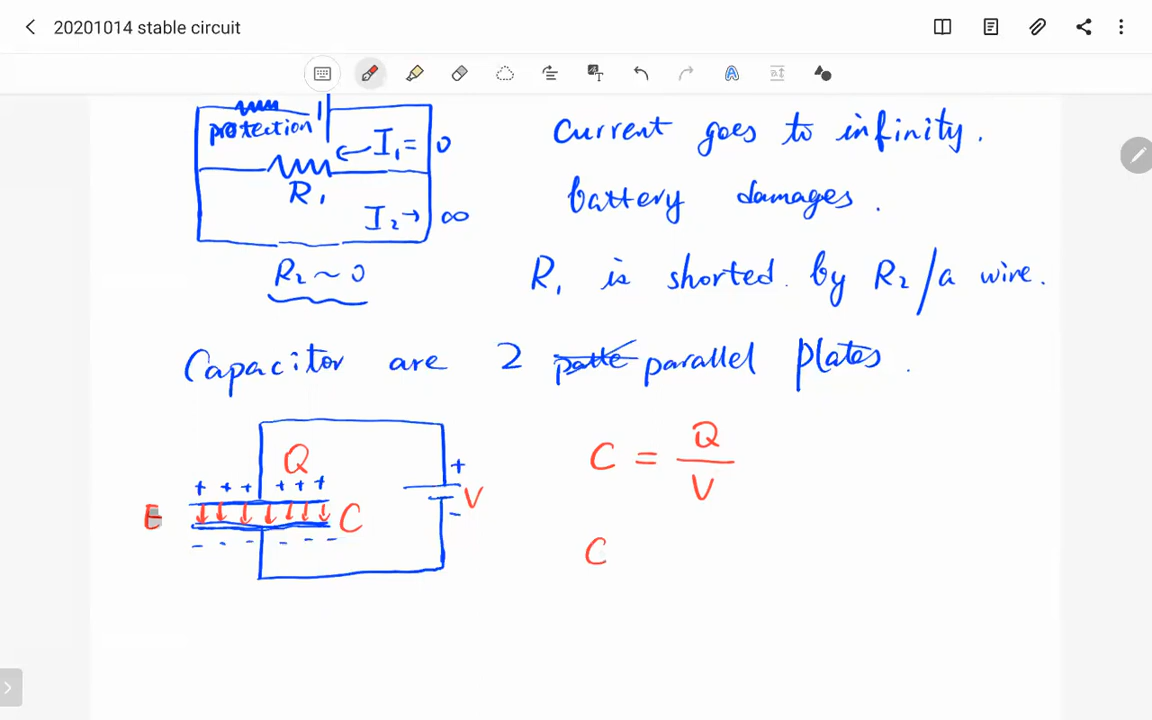 20201014 stable circuit
protection
I₁ = 0
Current goes to infinity.
R₁
I₂ → ∞
battery damages.
R₂ ~ 0
R₁ is shorted. by R₂/a wire.
Capacitor are 2 parallel plates.
Q
C = Q/V
+ + + + + +
+
E
C
V
-
- - - - - -
C